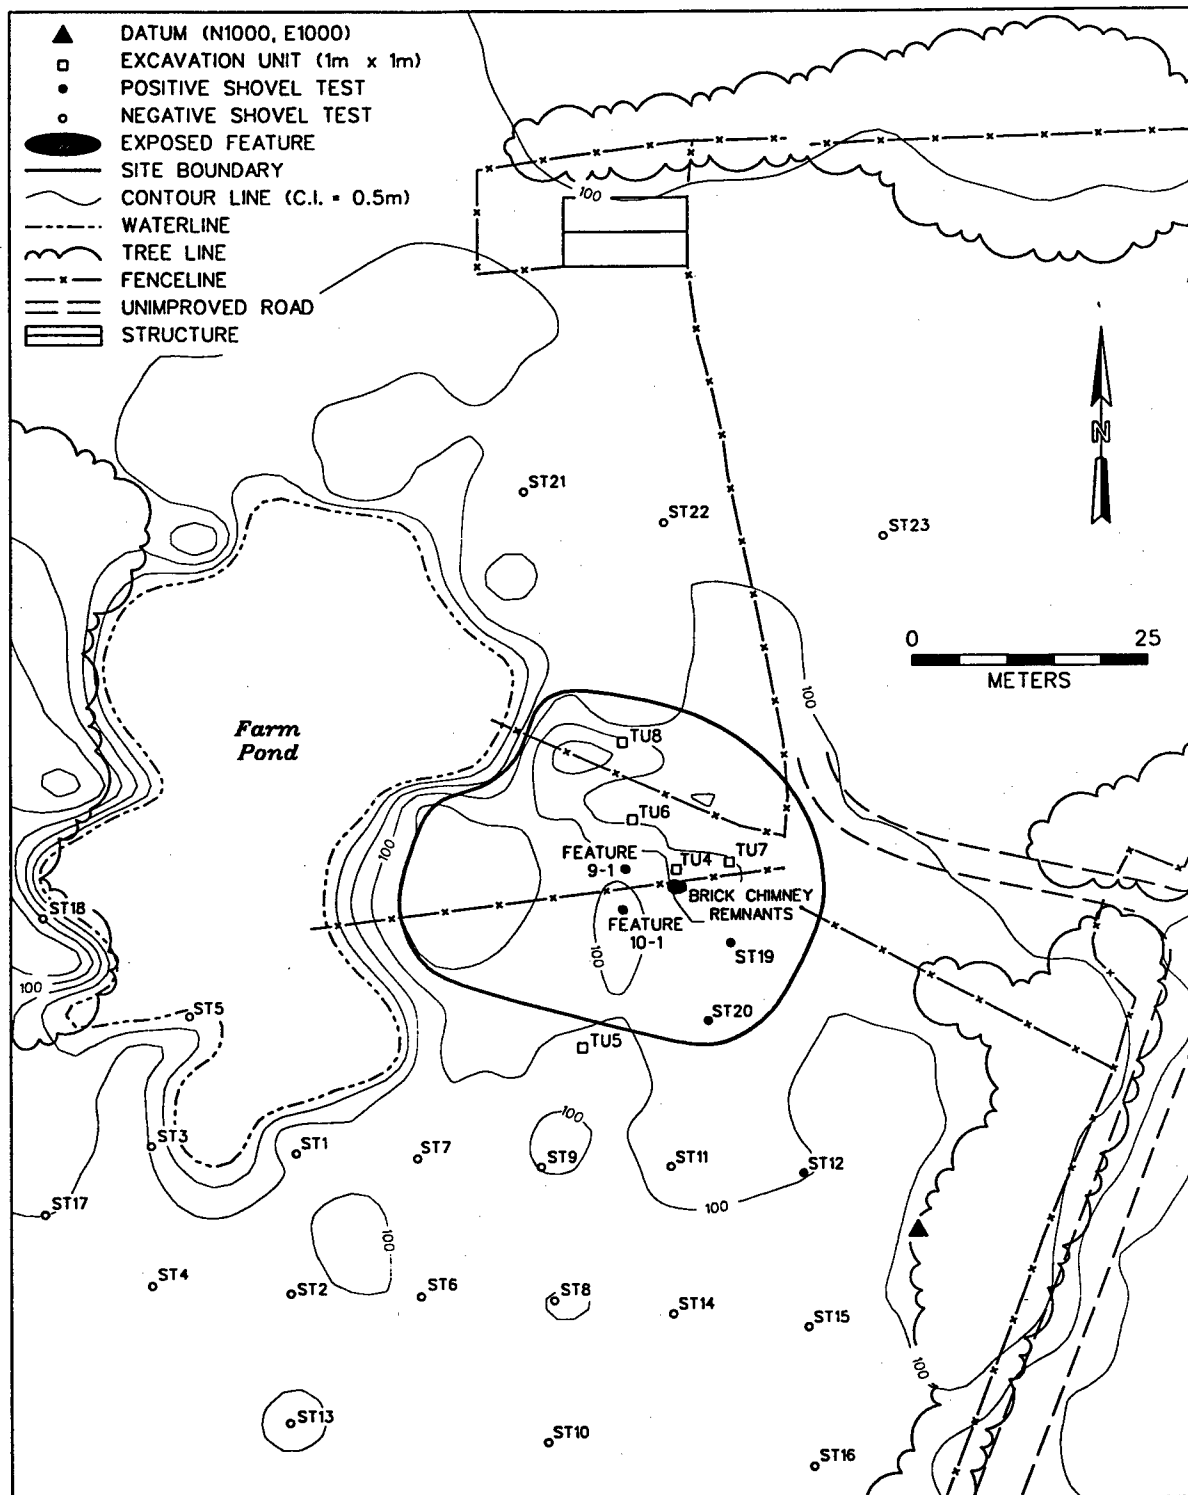 DATUM (N1000, E1000)
EXCAVATION UNIT (1m x 1m)
POSITIVE SHOVEL TEST
NEGATIVE SHOVEL TEST
EXPOSED FEATURE
SITE BOUNDARY
CONTOUR LINE (C.I. = 0.5m)
WATERLINE
TREE LINE
FENCELINE
UNIMPROVED ROAD
STRUCTURE
100
N
ST21
ST22
ST23
0 25
METERS
100
Farm
Pond
TU8
TU6
TU7
TU4
FEATURE
9-1
100
BRICK CHIMNEY
REMNANTS
FEATURE
10-1
100
ST18
ST19
100
ST5
ST20
TU5
100
ST3
ST1
ST7
ST9
ST11
ST12
ST17
100
100
ST4
ST2
ST6
ST8
ST14
ST15
100
ST13
ST10
ST16